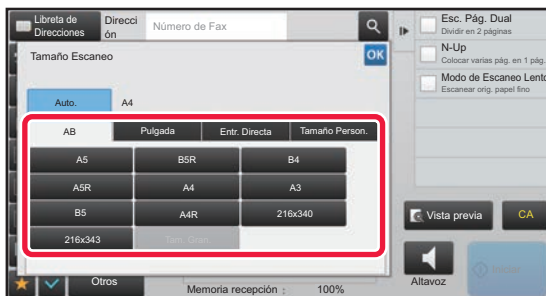 Libreta de
Direcciones
Direcci
ón
Número de Fax
Tamaño Escaneo
OK
Auto.
A4
AB
Pulgada
Entr. Directa
Tamaño Person.
A5
B5R
B4
A5R
A4
A3
B5
A4R
216x340
216x343
Tam. Gran.
Otros
Memoria recepción :
100%
Esc. Pág. Dual
Dividir en 2 páginas
N-Up
Colocar varias pág. en 1 pág.
Modo de Escaneo Lento
Escanear orig. papel fino
Vista previa
CA
Altavoz